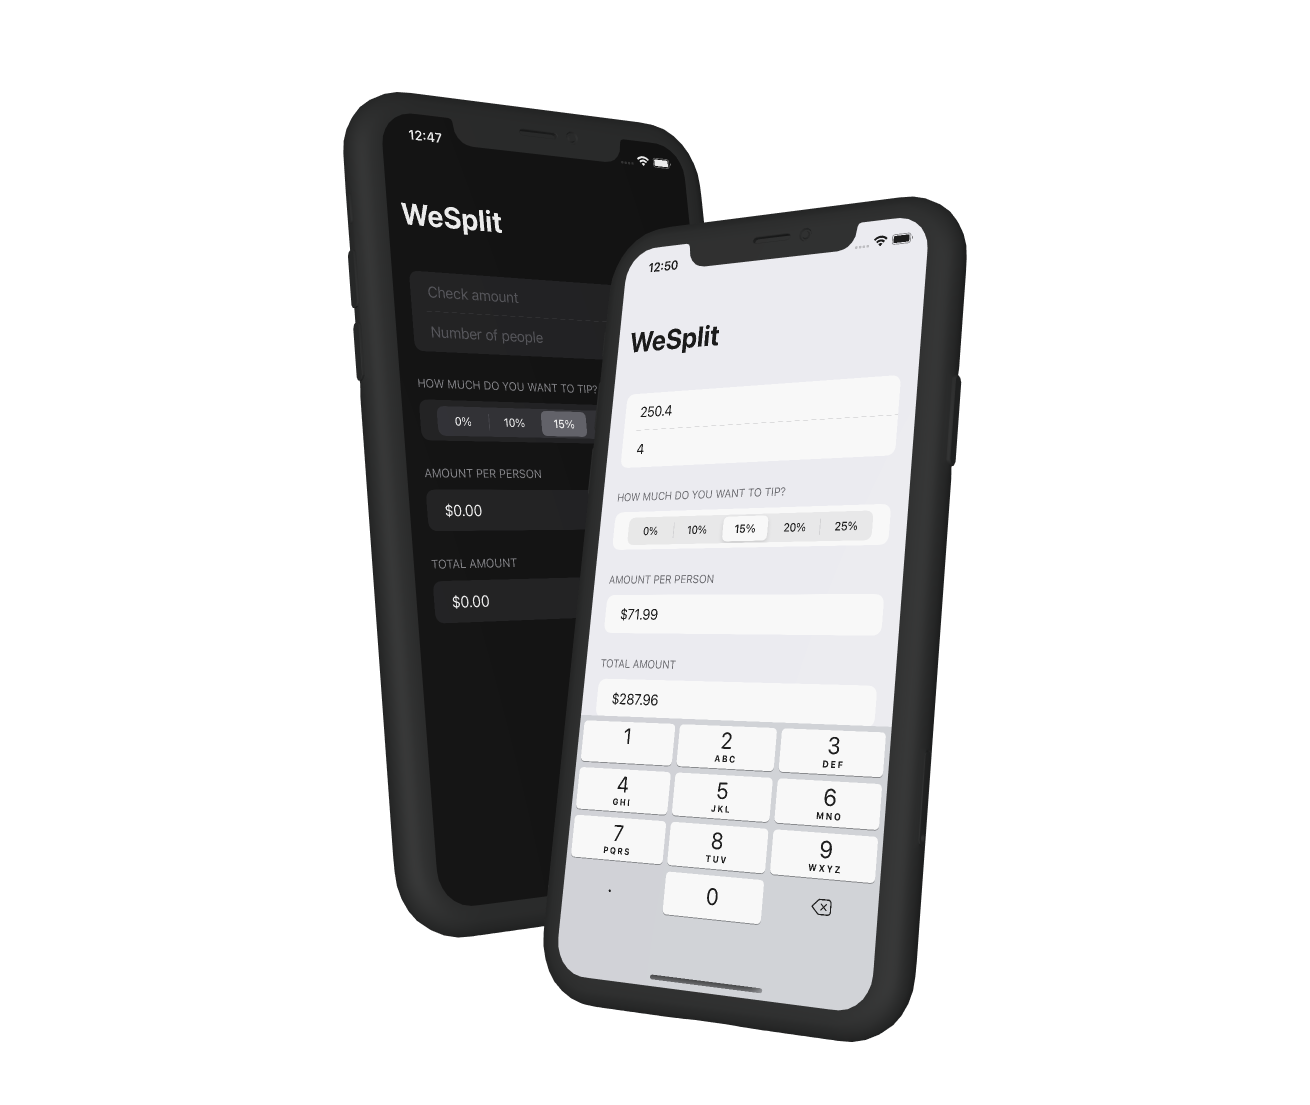 12:47
WeSplit
Check amount
Number of people
HOW MUCH DO YOU WANT TO TIP?
0% 10% 15%
AMOUNT PER PERSON
$0.00
TOTAL AMOUNT
$0.00
12:50
WeSplit
250.4
4
HOW MUCH DO YOU WANT TO TIP?
0% 10% 15% 20% 25%
AMOUNT PER PERSON
$71.99
TOTAL AMOUNT
$287.96
1 2 3
ABC DEF
4 5 6
GHI JKL MNO
7 8 9
PQRS TUV WXYZ
. 0